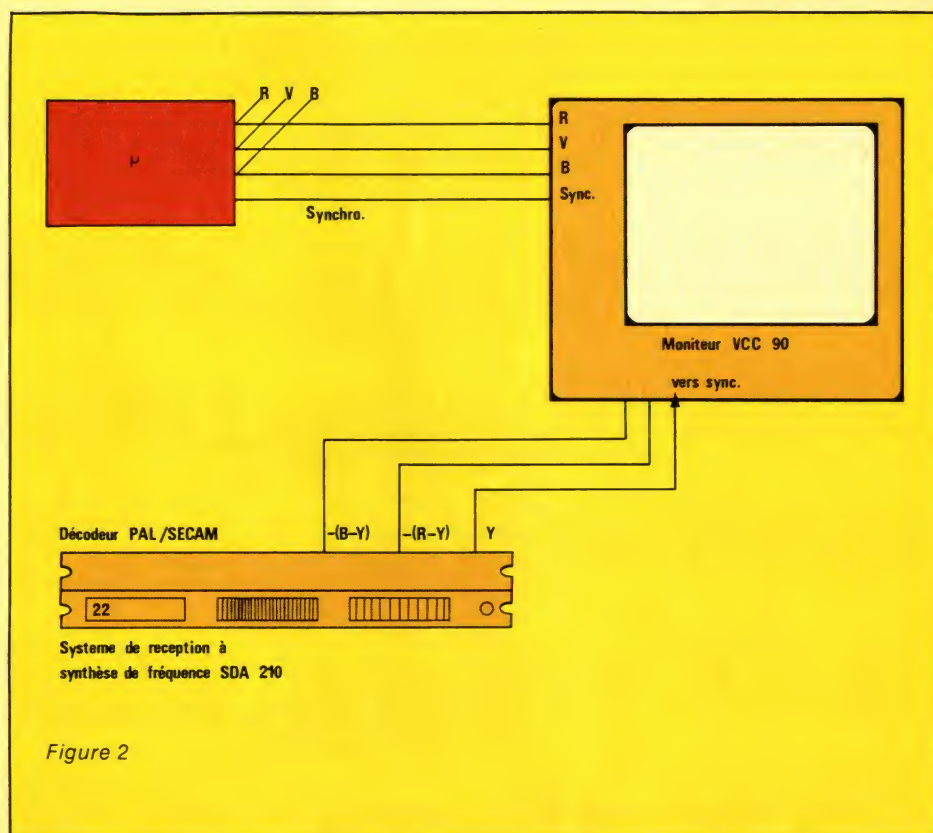 R V B
µ
R
V
B
Sync.
Synchro.
Moniteur VCC 90
vers sync.
Décodeur PAL/SECAM
-(B-Y)
-(R-Y)
Y
22
Systeme de reception à
synthèse de fréquence SDA 210
Figure 2